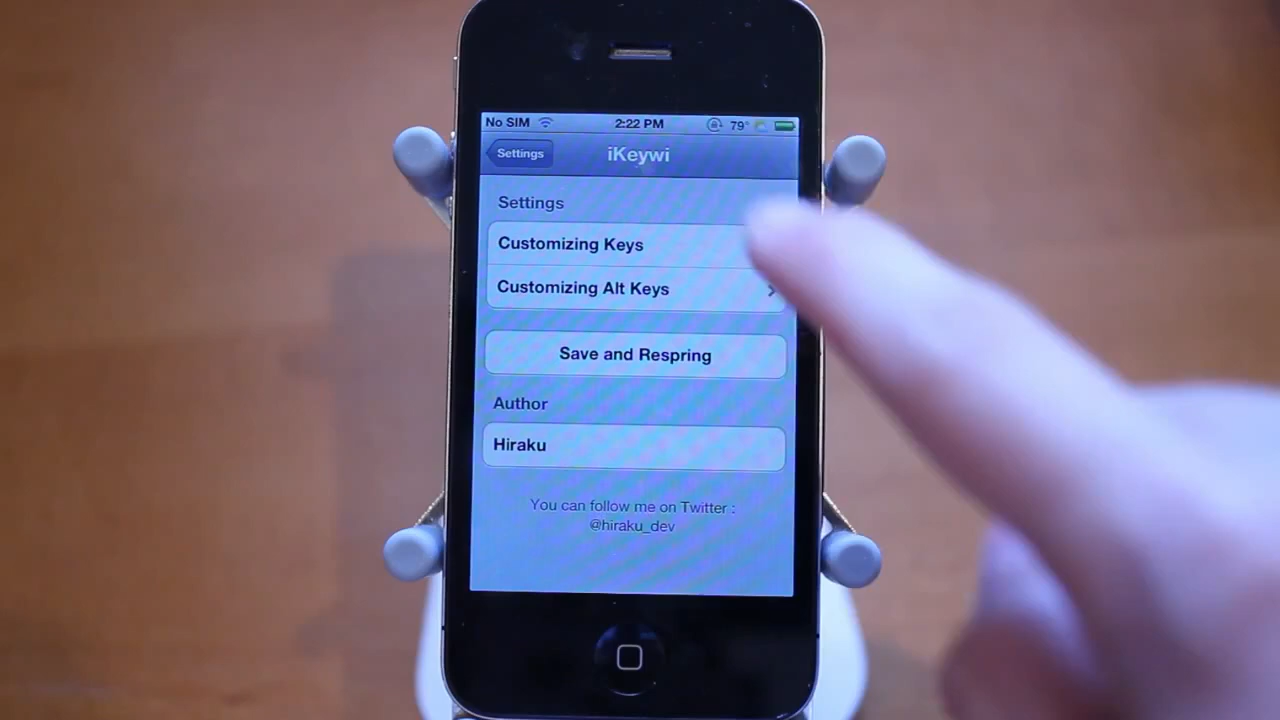 No SIM 2:22 PM 79°
Settings iKeywi
Settings
Customizing Keys
Customizing Alt Keys
Save and Respring
Author
Hiraku
You can follow me on Twitter :
@hiraku_dev